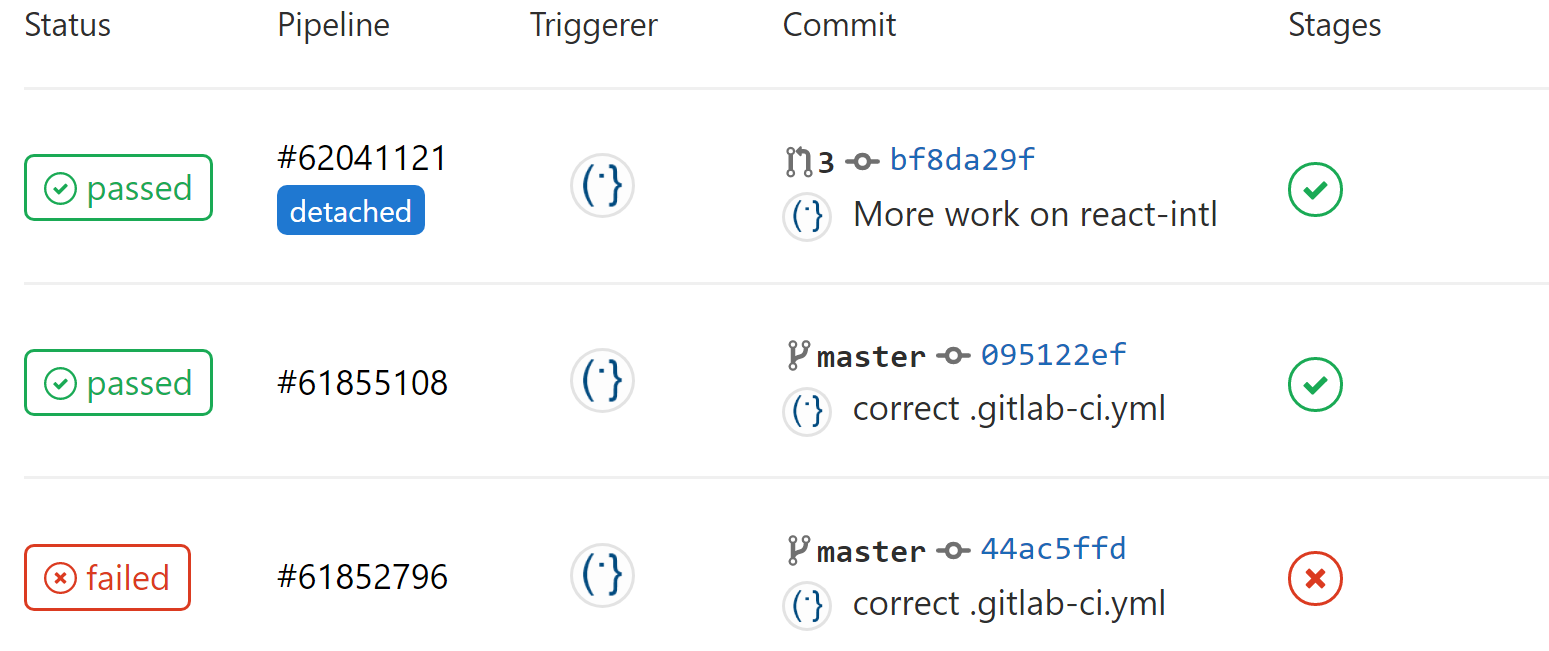 Status Pipeline Triggerer Commit Stages
passed #62041121 3 bf8da29f
detached More work on react-intl
passed #61855108 master 095122ef
correct .gitlab-ci.yml
failed #61852796 master 44ac5ffd
correct .gitlab-ci.yml